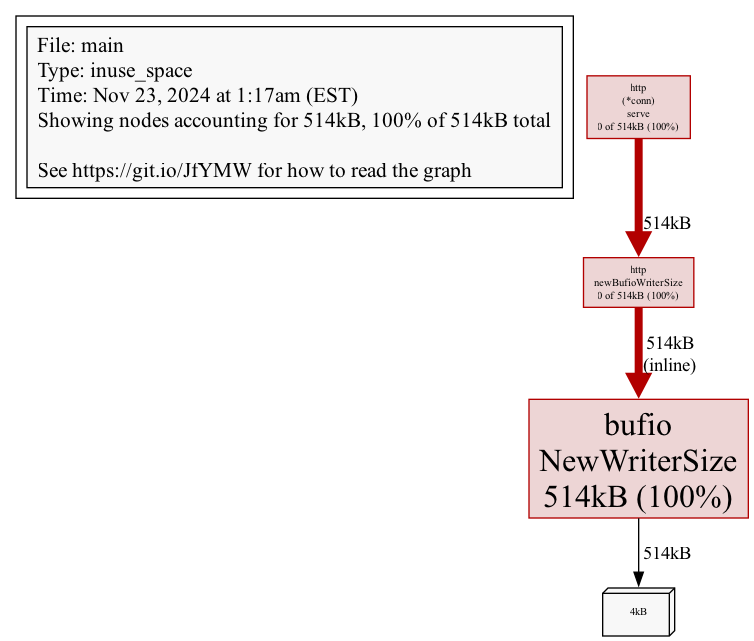 File: main
Type: inuse_space
Time: Nov 23, 2024 at 1:17am (EST)
Showing nodes accounting for 514kB, 100% of 514kB total
See https://git.io/JfYMW for how to read the graph
http
(*conn)
serve
0 of 514kB (100%)
514kB
http
newBufioWriterSize
0 of 514kB (100%)
514kB
(inline)
bufio
NewWriterSize
514kB (100%)
514kB
4kB